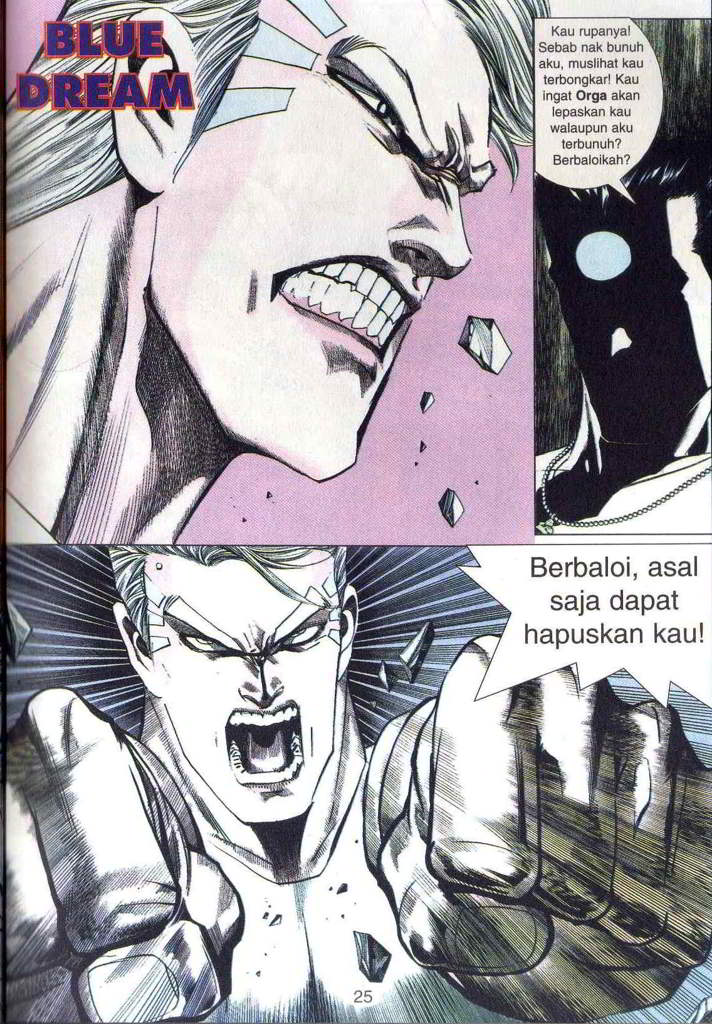 BLUE
DREAM
Kau rupanya!
Sebab nak bunuh
aku, muslihat kau
terbongkar! Kau
ingat Orga akan
lepaskan kau
walaupun aku
terbunuh?
Berbaloikah?
Berbaloi, asal
saja dapat
hapuskan kau!
25